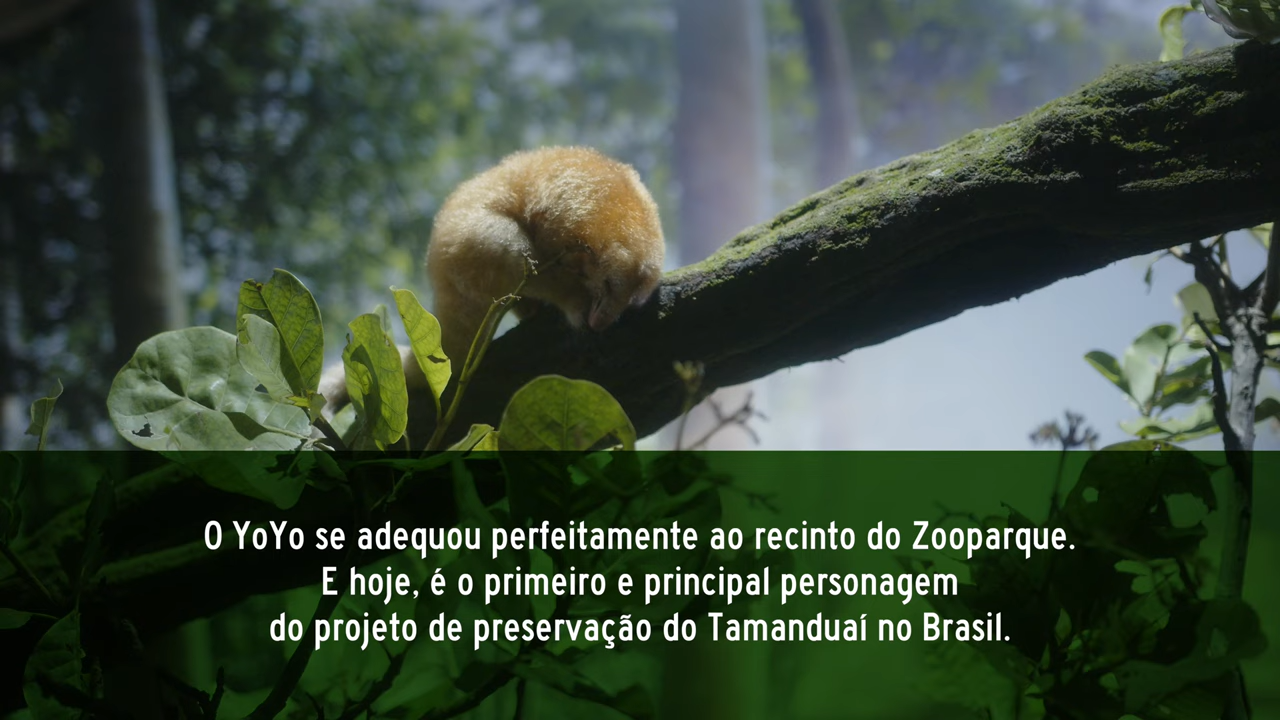 O YoYo se adequou perfeitamente ao recinto do Zooparque.
E hoje, é o primeiro e principal personagem
do projeto de preservação do Tamanduaí no Brasil.